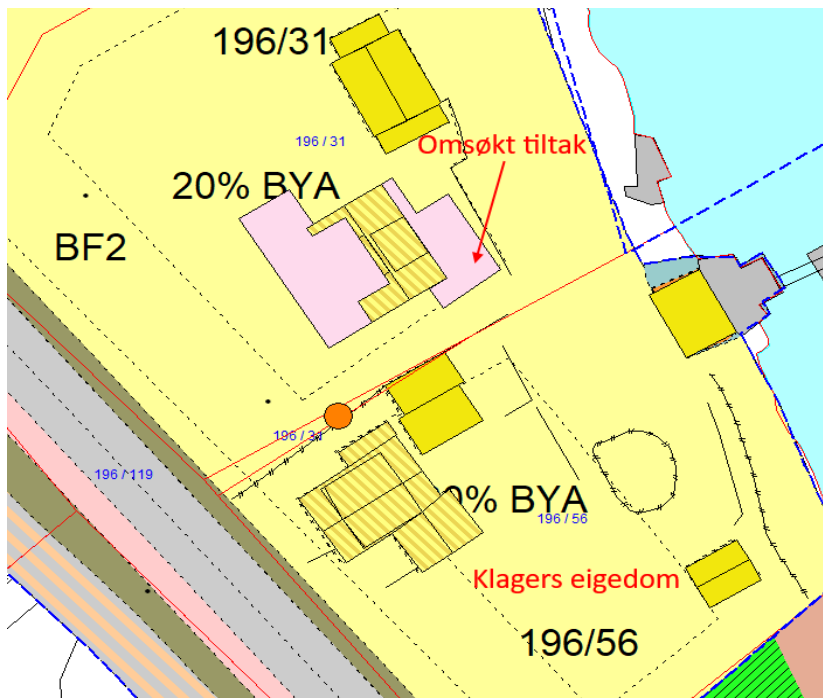 196/31
196 / 31
Omsøkt tiltak
20% BYA
BF2
196 / 31
196 / 119
0% BYA
196 / 56
Klagers eigedom
196/56